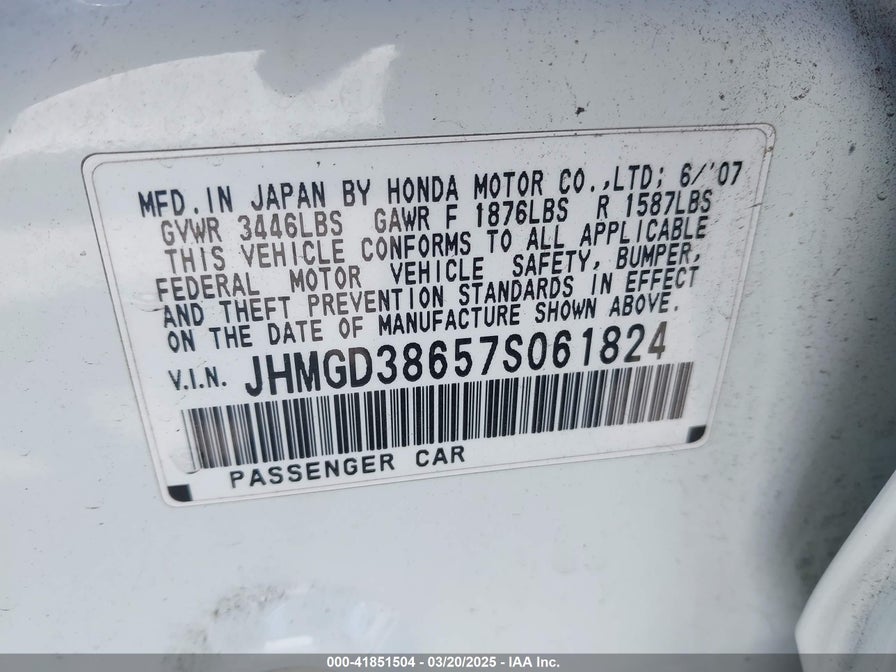 MFD. IN JAPAN BY HONDA MOTOR CO.,LTD; 6/'07
GVWR 3446LBS GAWR F 1876LBS R 1587LBS
THIS VEHICLE CONFORMS TO ALL APPLICABLE
FEDERAL MOTOR VEHICLE SAFETY, BUMPER,
AND THEFT PREVENTION STANDARDS IN EFFECT
ON THE DATE OF MANUFACTURE SHOWN ABOVE.
V.I.N. JHMGD38657S061824
PASSENGER CAR
000-41851504 | 03/20/2025 - IAA Inc.